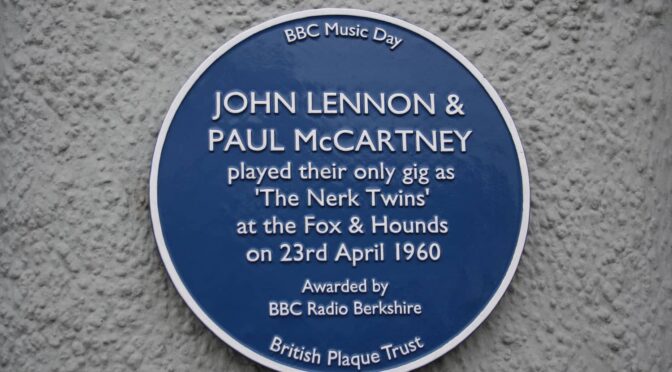 BBC Music Day
JOHN LENNON &
PAUL McCARTNEY
played their only gig as
'The Nerk Twins'
at the Fox & Hounds
on 23rd April 1960
Awarded by
BBC Radio Berkshire
British Plaque Trust